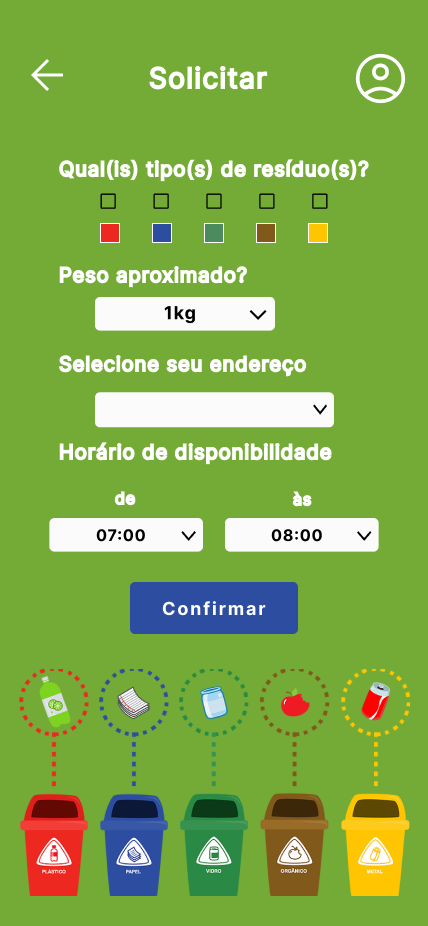 Solicitar
Qual(is) tipo(s) de resíduo(s)?
Peso aproximado?
1kg
Selecione seu endereço
Horário de disponibilidade
de às
07:00 08:00
Confirmar
PLÁSTICO PAPEL VIDRO ORGÂNICO METAL